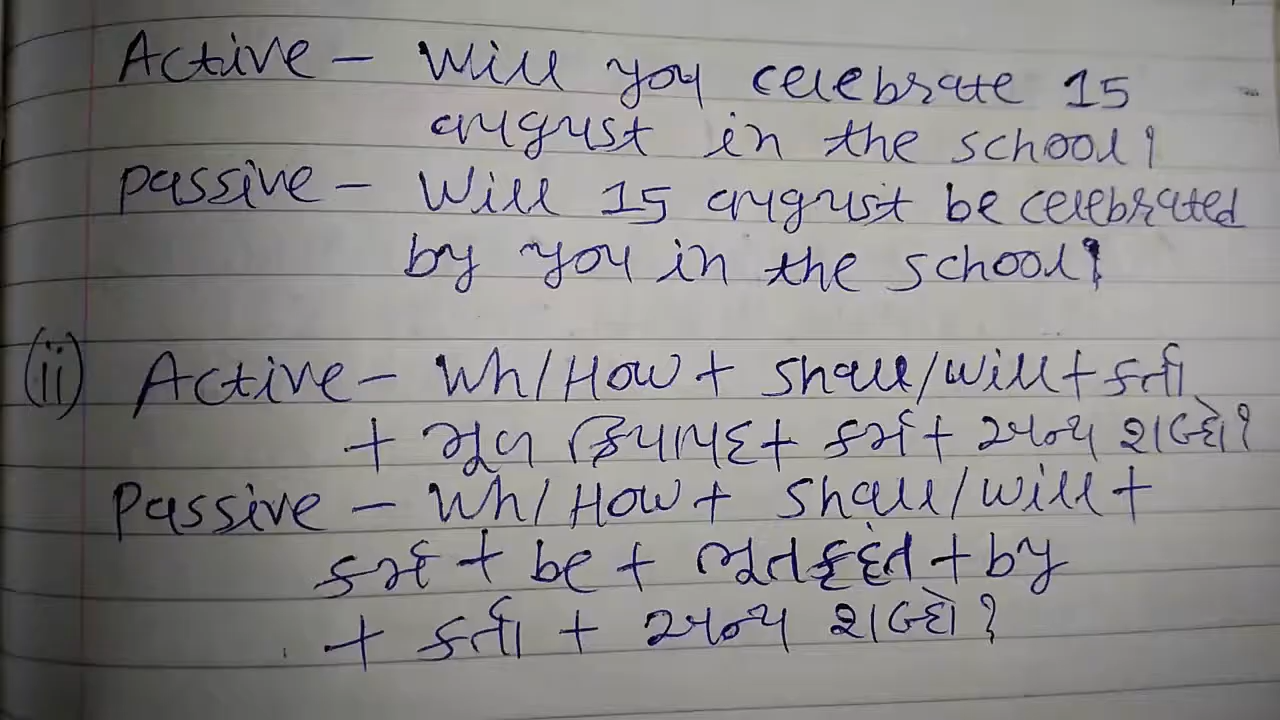 Active - Will you celebrate 15
august in the school?
passive - Will 15 august be celebrated
by you in the school?
(ii) Active - Wh/How + shall/will + કર્તા
+ મૂળ ક્રિયાપદ + કર્મ + અન્ય શબ્દો?
Passive - Wh/How + shall/will +
કર્મ + be + ભૂતકૃદંત + by
+ કર્તા + અન્ય શબ્દો?